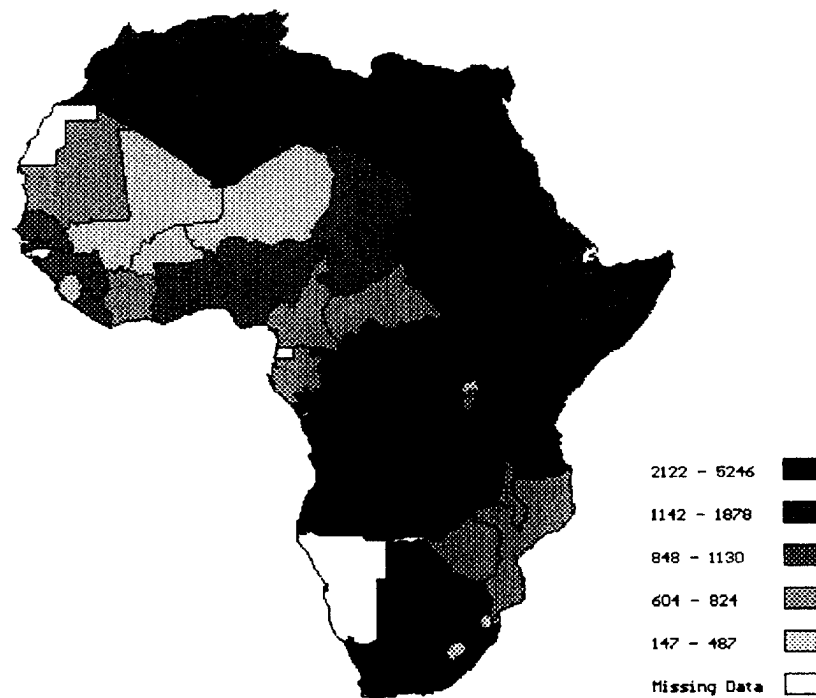 2122 - 5246
1142 - 1878
848 - 1130
604 - 824
147 - 487
Missing Data